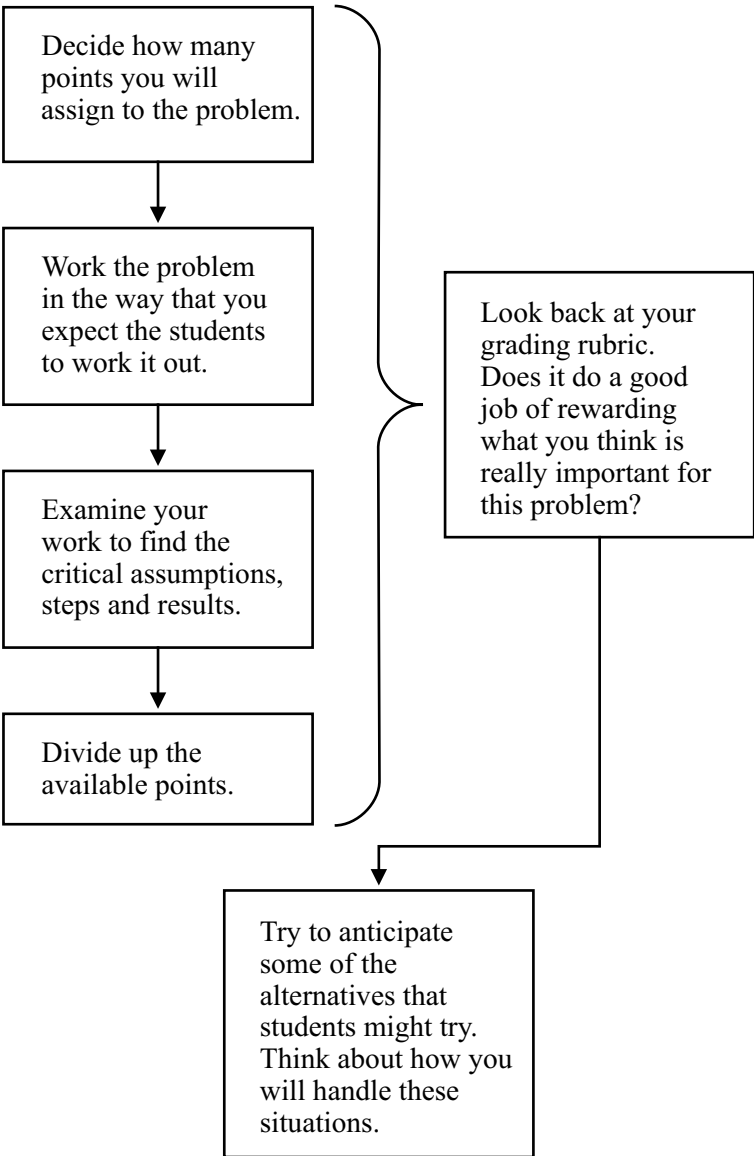 Decide how many
points you will
assign to the problem.
Work the problem
in the way that you
expect the students
to work it out.
Examine your
work to find the
critical assumptions,
steps and results.
Divide up the
available points.
Look back at your
grading rubric.
Does it do a good
job of rewarding
what you think is
really important for
this problem?
Try to anticipate
some of the
alternatives that
students might try.
Think about how you
will handle these
situations.